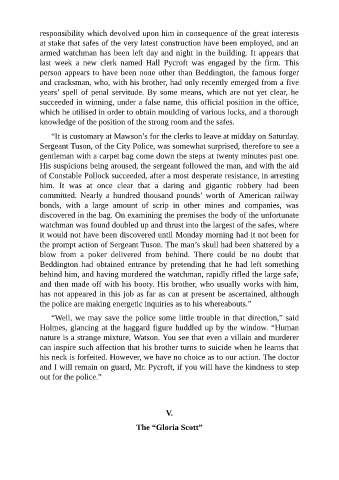 responsibility which devolved upon him in consequence of the great interests
at stake that safes of the very latest construction have been employed, and an
armed watchman has been left day and night in the building. It appears that
last week a new clerk named Hall Pycroft was engaged by the firm. This
person appears to have been none other than Beddington, the famous forger
and cracksman, who, with his brother, had only recently emerged from a five
years’ spell of penal servitude. By some means, which are not yet clear, he
succeeded in winning, under a false name, this official position in the office,
which he utilised in order to obtain moulding of various locks, and a thorough
knowledge of the position of the strong room and the safes.
“It is customary at Mawson’s for the clerks to leave at midday on Saturday.
Sergeant Tuson, of the City Police, was somewhat surprised, therefore to see a
gentleman with a carpet bag come down the steps at twenty minutes past one.
His suspicions being aroused, the sergeant followed the man, and with the aid
of Constable Pollock succeeded, after a most desperate resistance, in arresting
him. It was at once clear that a daring and gigantic robbery had been
committed. Nearly a hundred thousand pounds’ worth of American railway
bonds, with a large amount of scrip in other mines and companies, was
discovered in the bag. On examining the premises the body of the unfortunate
watchman was found doubled up and thrust into the largest of the safes, where
it would not have been discovered until Monday morning had it not been for
the prompt action of Sergeant Tuson. The man’s skull had been shattered by a
blow from a poker delivered from behind. There could be no doubt that
Beddington had obtained entrance by pretending that he had left something
behind him, and having murdered the watchman, rapidly rifled the large safe,
and then made off with his booty. His brother, who usually works with him,
has not appeared in this job as far as can at present be ascertained, although
the police are making energetic inquiries as to his whereabouts.”
“Well, we may save the police some little trouble in that direction,” said
Holmes, glancing at the haggard figure huddled up by the window. “Human
nature is a strange mixture, Watson. You see that even a villain and murderer
can inspire such affection that his brother turns to suicide when he learns that
his neck is forfeited. However, we have no choice as to our action. The doctor
and I will remain on guard, Mr. Pycroft, if you will have the kindness to step
out for the police.”
V.
The “Gloria Scott”